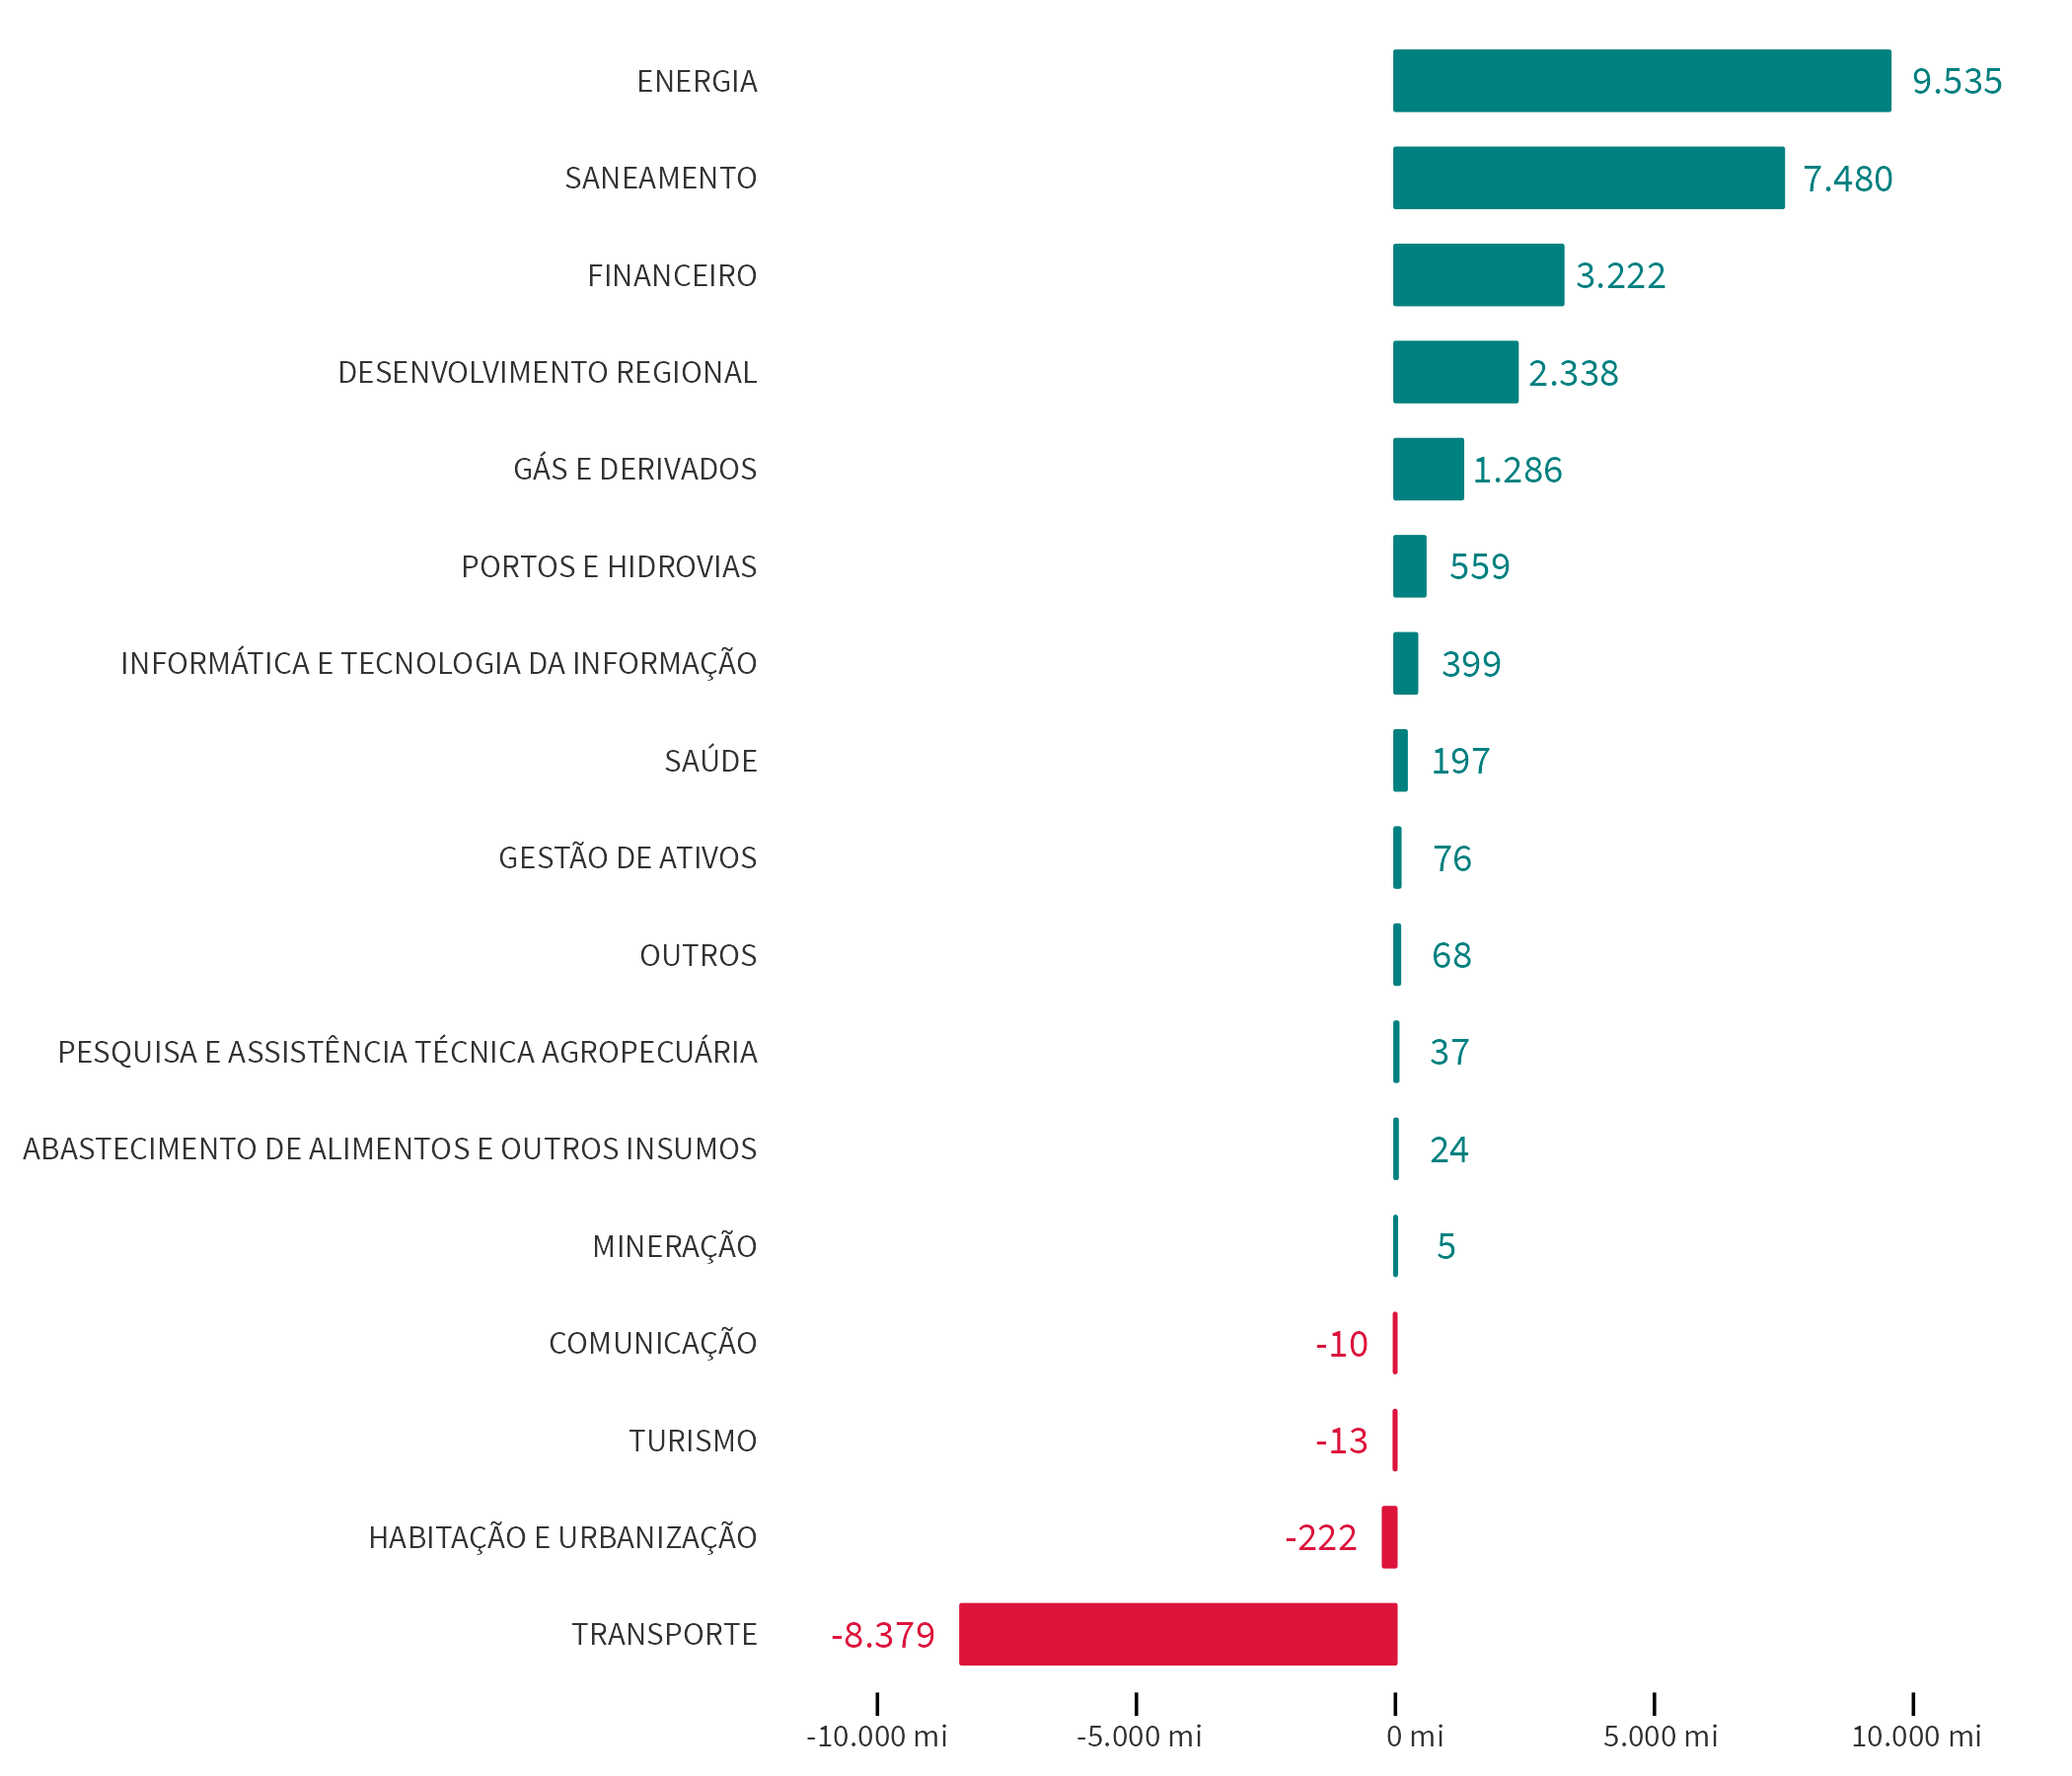 ENERGIA 9.535
SANEAMENTO 7.480
FINANCEIRO 3.222
DESENVOLVIMENTO REGIONAL 2.338
GÁS E DERIVADOS 1.286
PORTOS E HIDROVIAS 559
INFORMÁTICA E TECNOLOGIA DA INFORMAÇÃO 399
SAÚDE 197
GESTÃO DE ATIVOS 76
OUTROS 68
PESQUISA E ASSISTÊNCIA TÉCNICA AGROPECUÁRIA 37
ABASTECIMENTO DE ALIMENTOS E OUTROS INSUMOS 24
MINERAÇÃO 5
COMUNICAÇÃO -10
TURISMO -13
HABITAÇÃO E URBANIZAÇÃO -222
TRANSPORTE -8.379
-10.000 mi -5.000 mi 0 mi 5.000 mi 10.000 mi